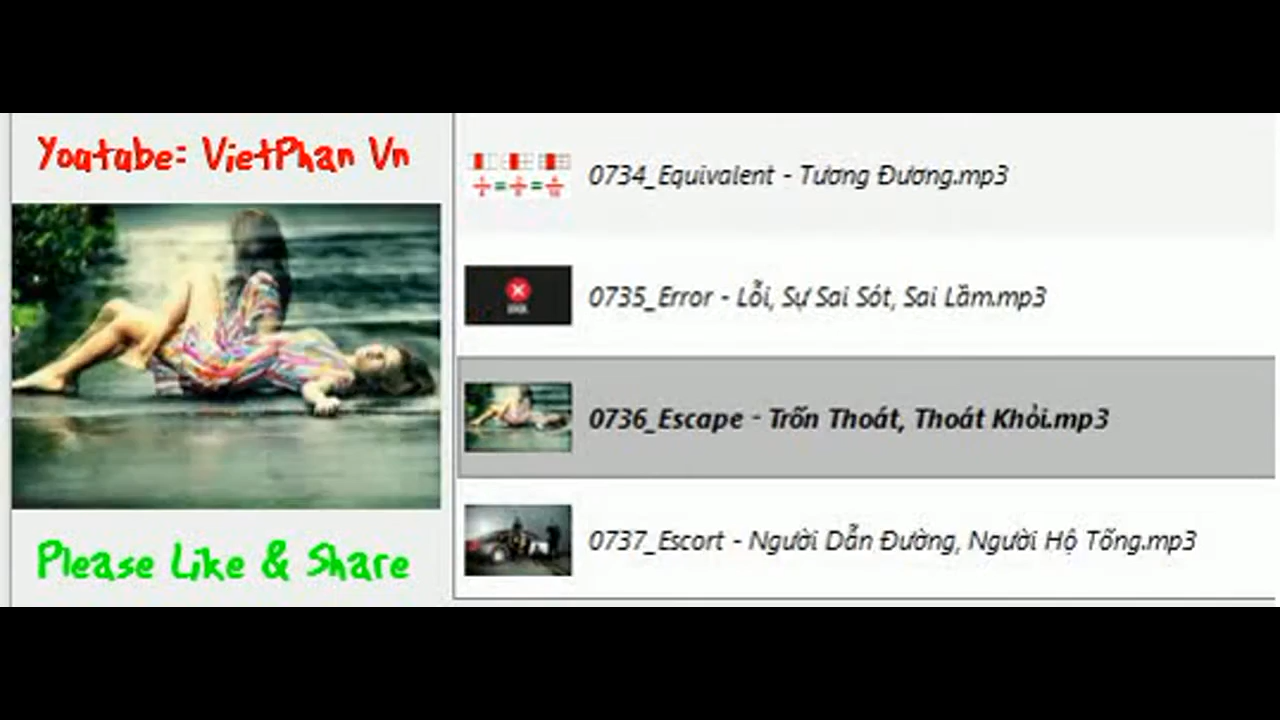 Youtube: VietPhan Vn
Please Like & Share
0734_Equivalent - Tương Đương.mp3
0735_Error - Lỗi, Sự Sai Sót, Sai Lầm.mp3
0736_Escape - Trốn Thoát, Thoát Khỏi.mp3
0737_Escort - Người Dẫn Đường, Người Hộ Tống.mp3